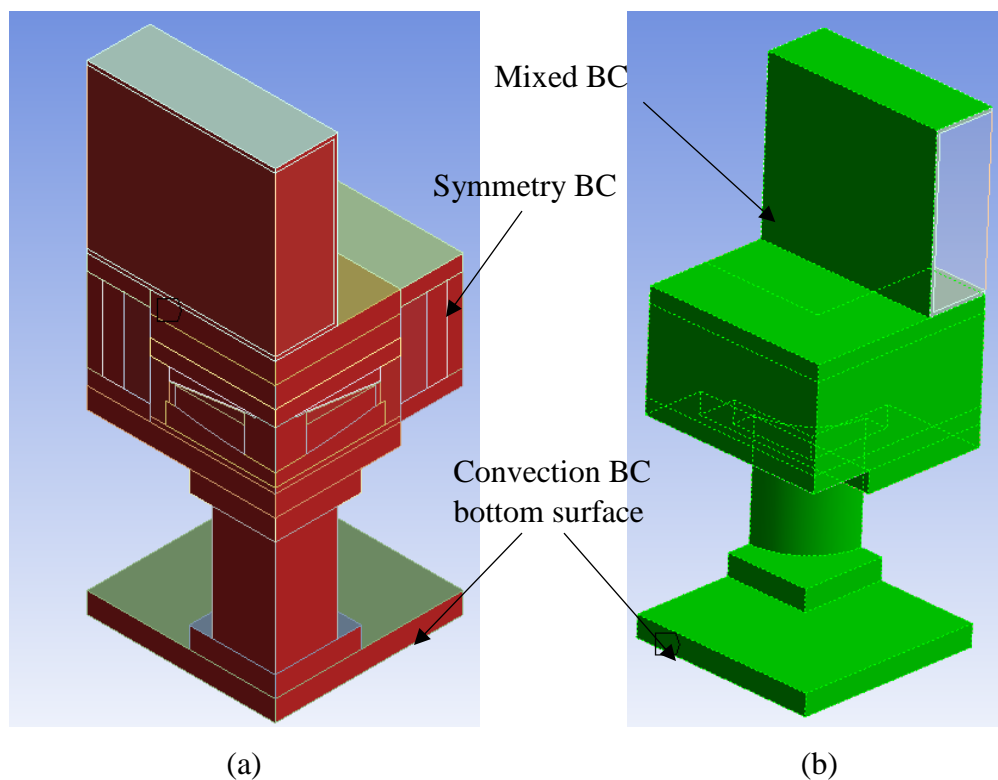 Mixed BC
Symmetry BC
Convection BC
bottom surface
(a)
(b)